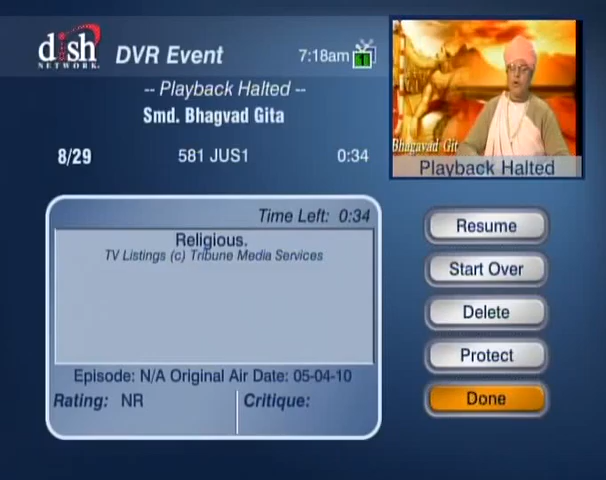 dish
NETWORK
DVR Event
7:18am
1
-- Playback Halted --
Smd. Bhagvad Gita
8/29
581 JUS1
0:34
Bhagavad Git
Playback Halted
Time Left: 0:34
Religious.
TV Listings (c) Tribune Media Services
Episode: N/A Original Air Date: 05-04-10
Rating: NR
Critique:
Resume
Start Over
Delete
Protect
Done